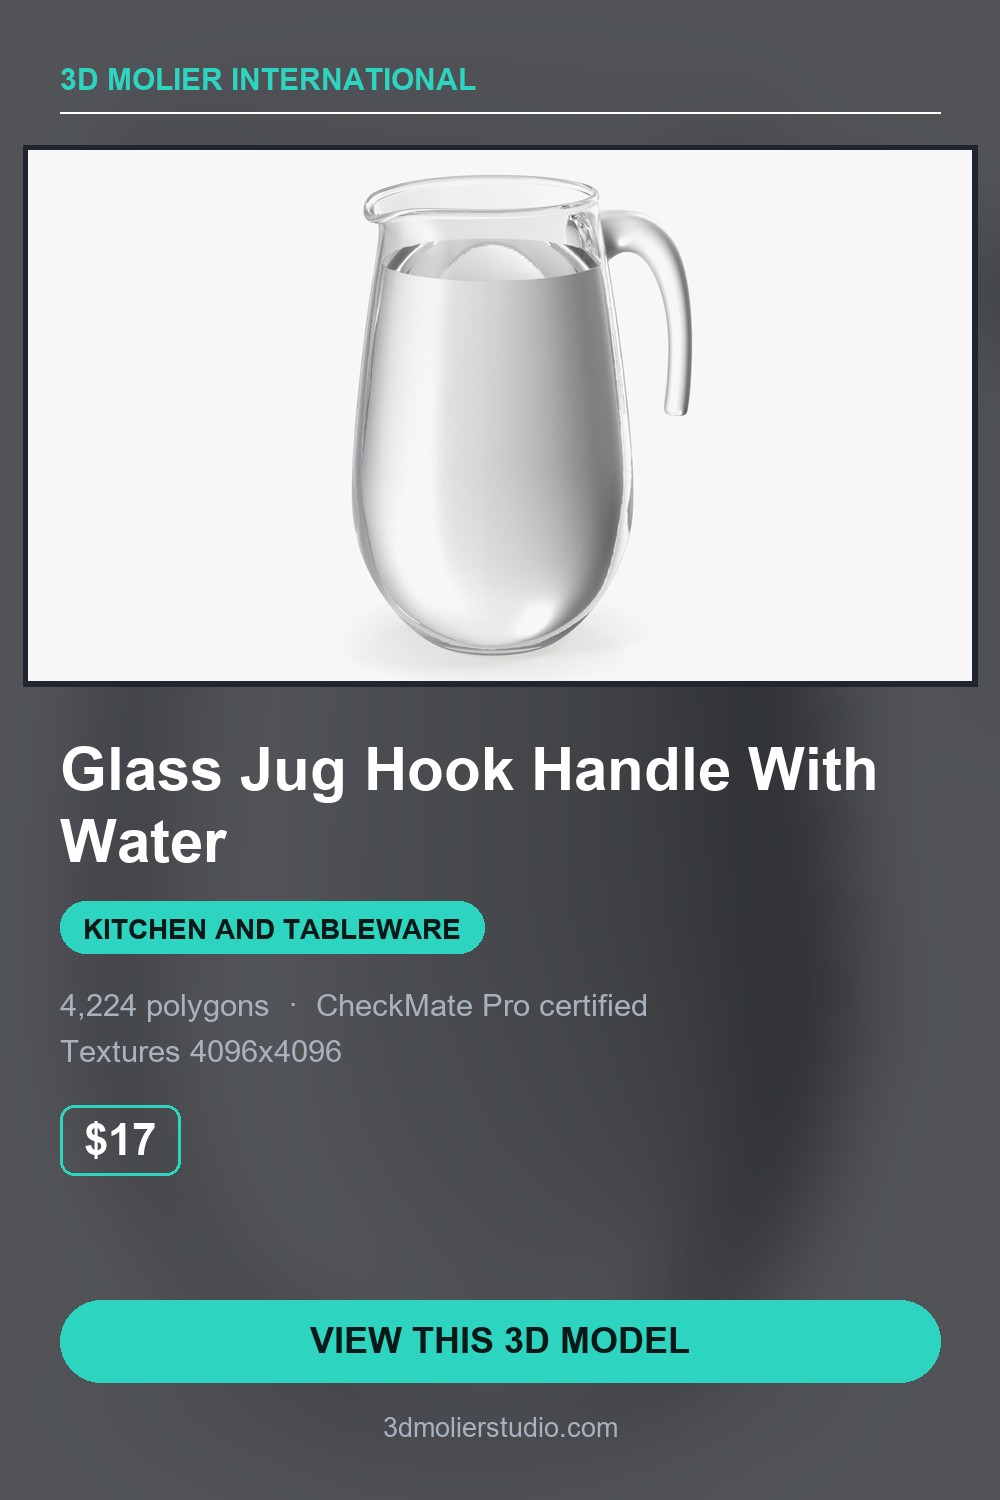 3D MOLIER INTERNATIONAL
Glass Jug Hook Handle With
Water
KITCHEN AND TABLEWARE
4,224 polygons · CheckMate Pro certified
Textures 4096x4096
$17
VIEW THIS 3D MODEL
3dmolierstudio.com